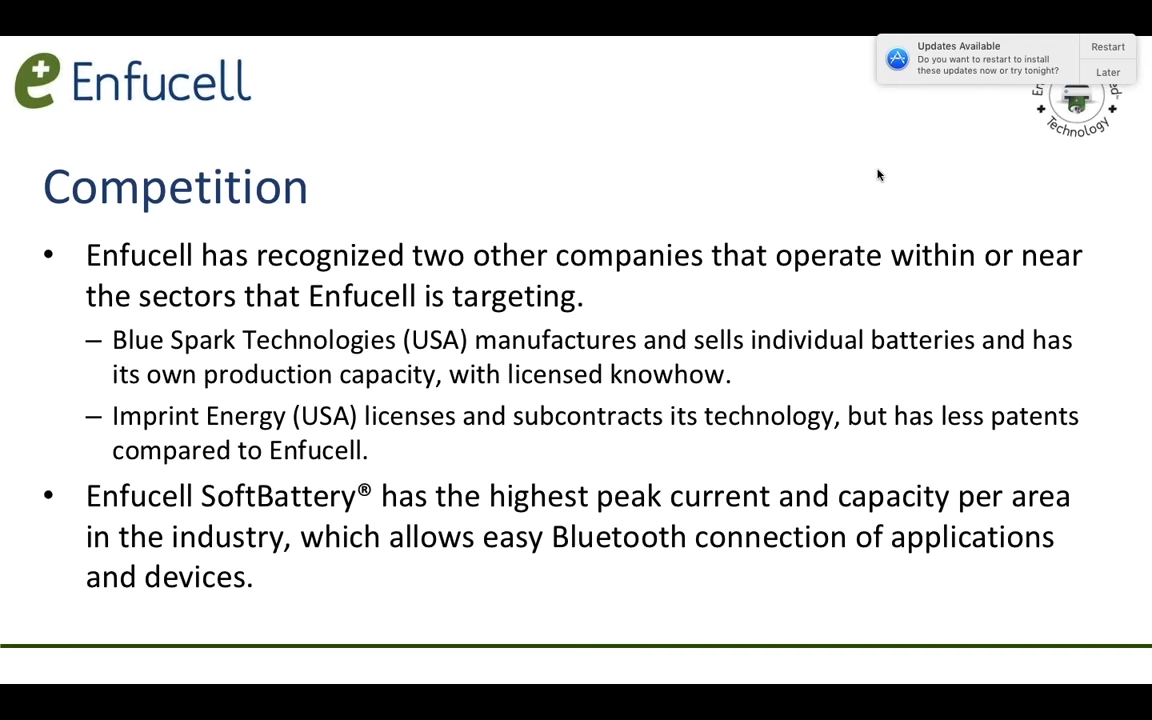 Enfucell
Updates Available
Do you want to restart to install
these updates now or try tonight?
Restart
Later
Technology
Competition
• Enfucell has recognized two other companies that operate within or near
the sectors that Enfucell is targeting.
– Blue Spark Technologies (USA) manufactures and sells individual batteries and has
its own production capacity, with licensed knowhow.
– Imprint Energy (USA) licenses and subcontracts its technology, but has less patents
compared to Enfucell.
• Enfucell SoftBattery® has the highest peak current and capacity per area
in the industry, which allows easy Bluetooth connection of applications
and devices.